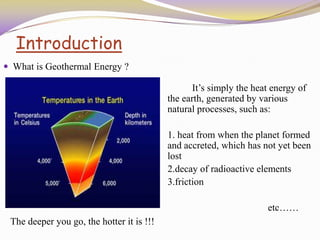 Introduction
What is Geothermal Energy ?
Temperatures in the Earth
Temperatures in Celsius
Depth in kilometers
2,000
4,000° 4,000
5,000° 6,000
It's simply the heat energy of
the earth, generated by various
natural processes, such as:
1. heat from when the planet formed
and accreted, which has not yet been
lost
2.decay of radioactive elements
3.friction
etc……
The deeper you go, the hotter it is !!!